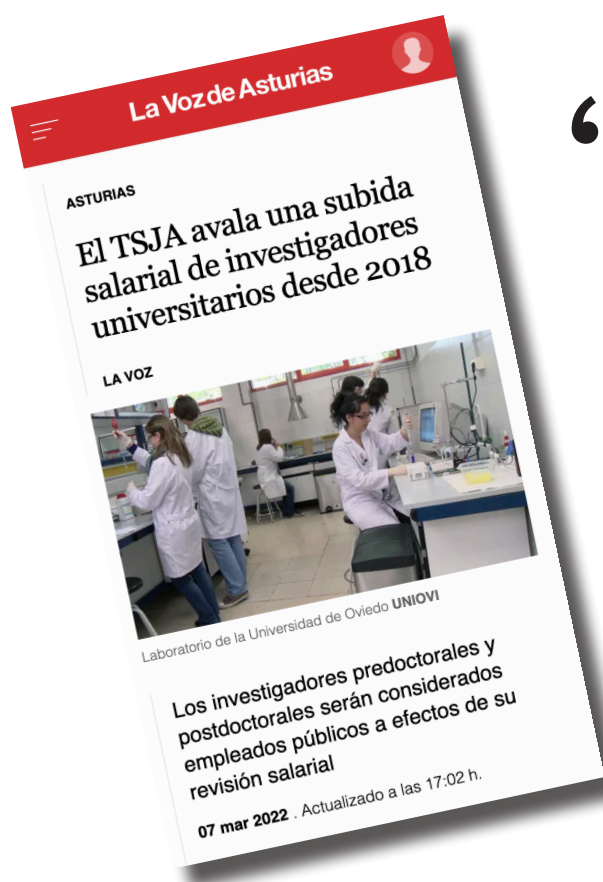 La Voz de Asturias
‘
ASTURIAS
El TSJA avala una subida
salarial de investigadores
universitarios desde 2018
LA VOZ
Laboratorio de la Universidad de Oviedo UNIOVI
Los investigadores predoctorales y
postdoctorales serán considerados
empleados públicos a efectos de su
revisión salarial
07 mar 2022 . Actualizado a las 17:02 h.